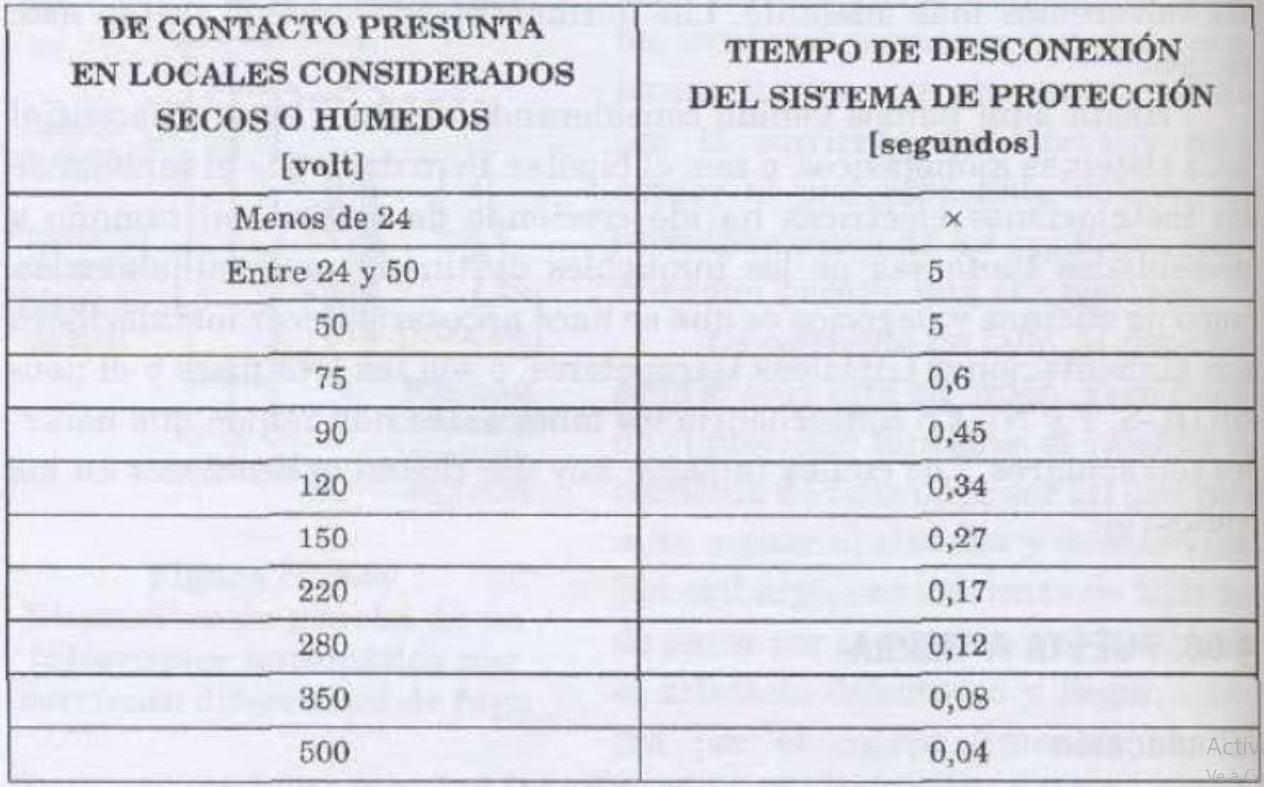 DE CONTACTO PRESUNTA
EN LOCALES CONSIDERADOS
SECOS O HÚMEDOS
[volt]
TIEMPO DE DESCONEXIÓN
DEL SISTEMA DE PROTECCIÓN
[segundos]
Menos de 24 ×
Entre 24 y 50 5
50 5
75 0,6
90 0,45
120 0,34
150 0,27
220 0,17
280 0,12
350 0,08
500 0,04
Activ
Ve a C